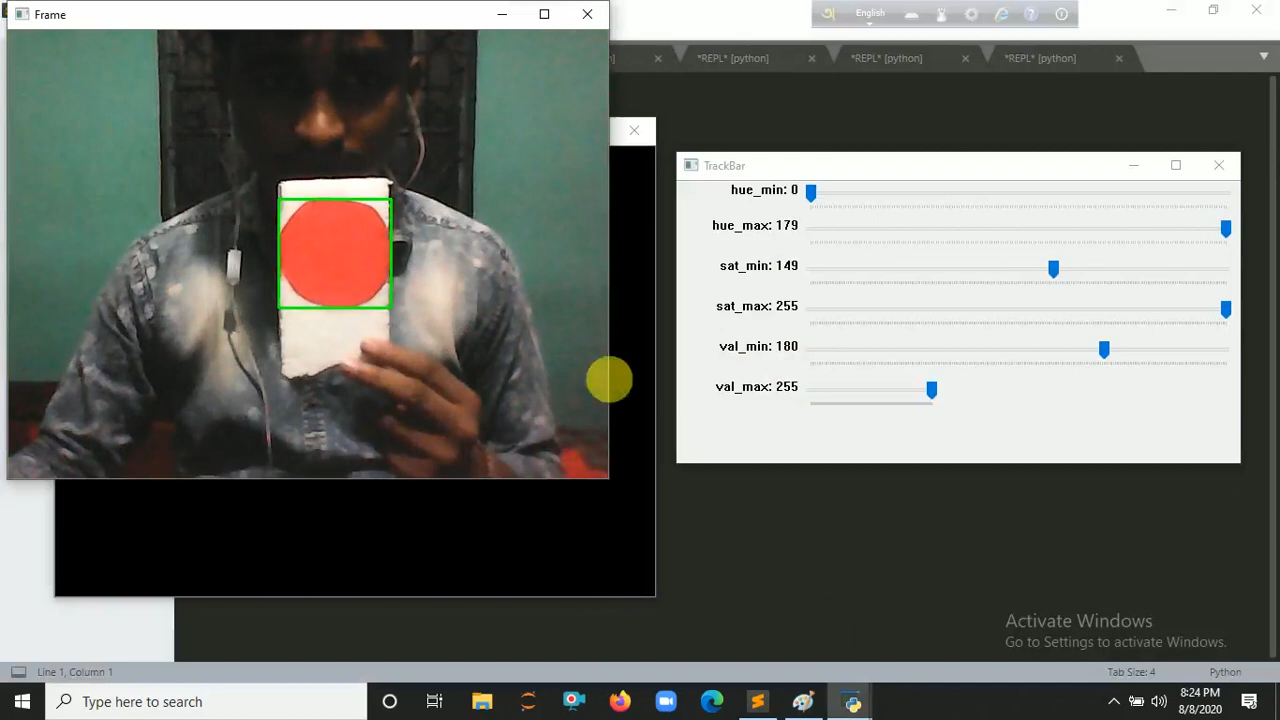 Frame
English
]
*REPL* [python]
*REPL* [python]
*REPL* [python]
TrackBar
hue_min: 0
hue_max: 179
sat_min: 149
sat_max: 255
val_min: 180
val_max: 255
Activate Windows
Go to Settings to activate Windows.
Line 1, Column 1
Tab Size: 4
Python
Type here to search
8:24 PM
8/8/2020